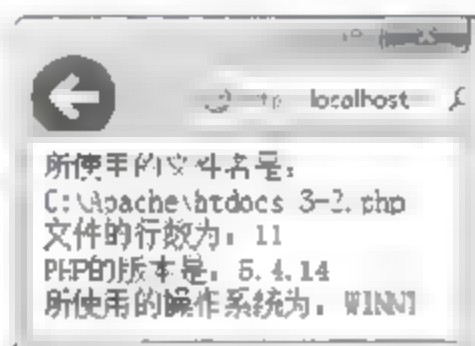 localhost
所使用的文件名是:
C:\Apache\htdocs 3-2.php
文件的行数为: 11
PHP的版本是: 5.4.14
所使用的操作系统为: WINNT